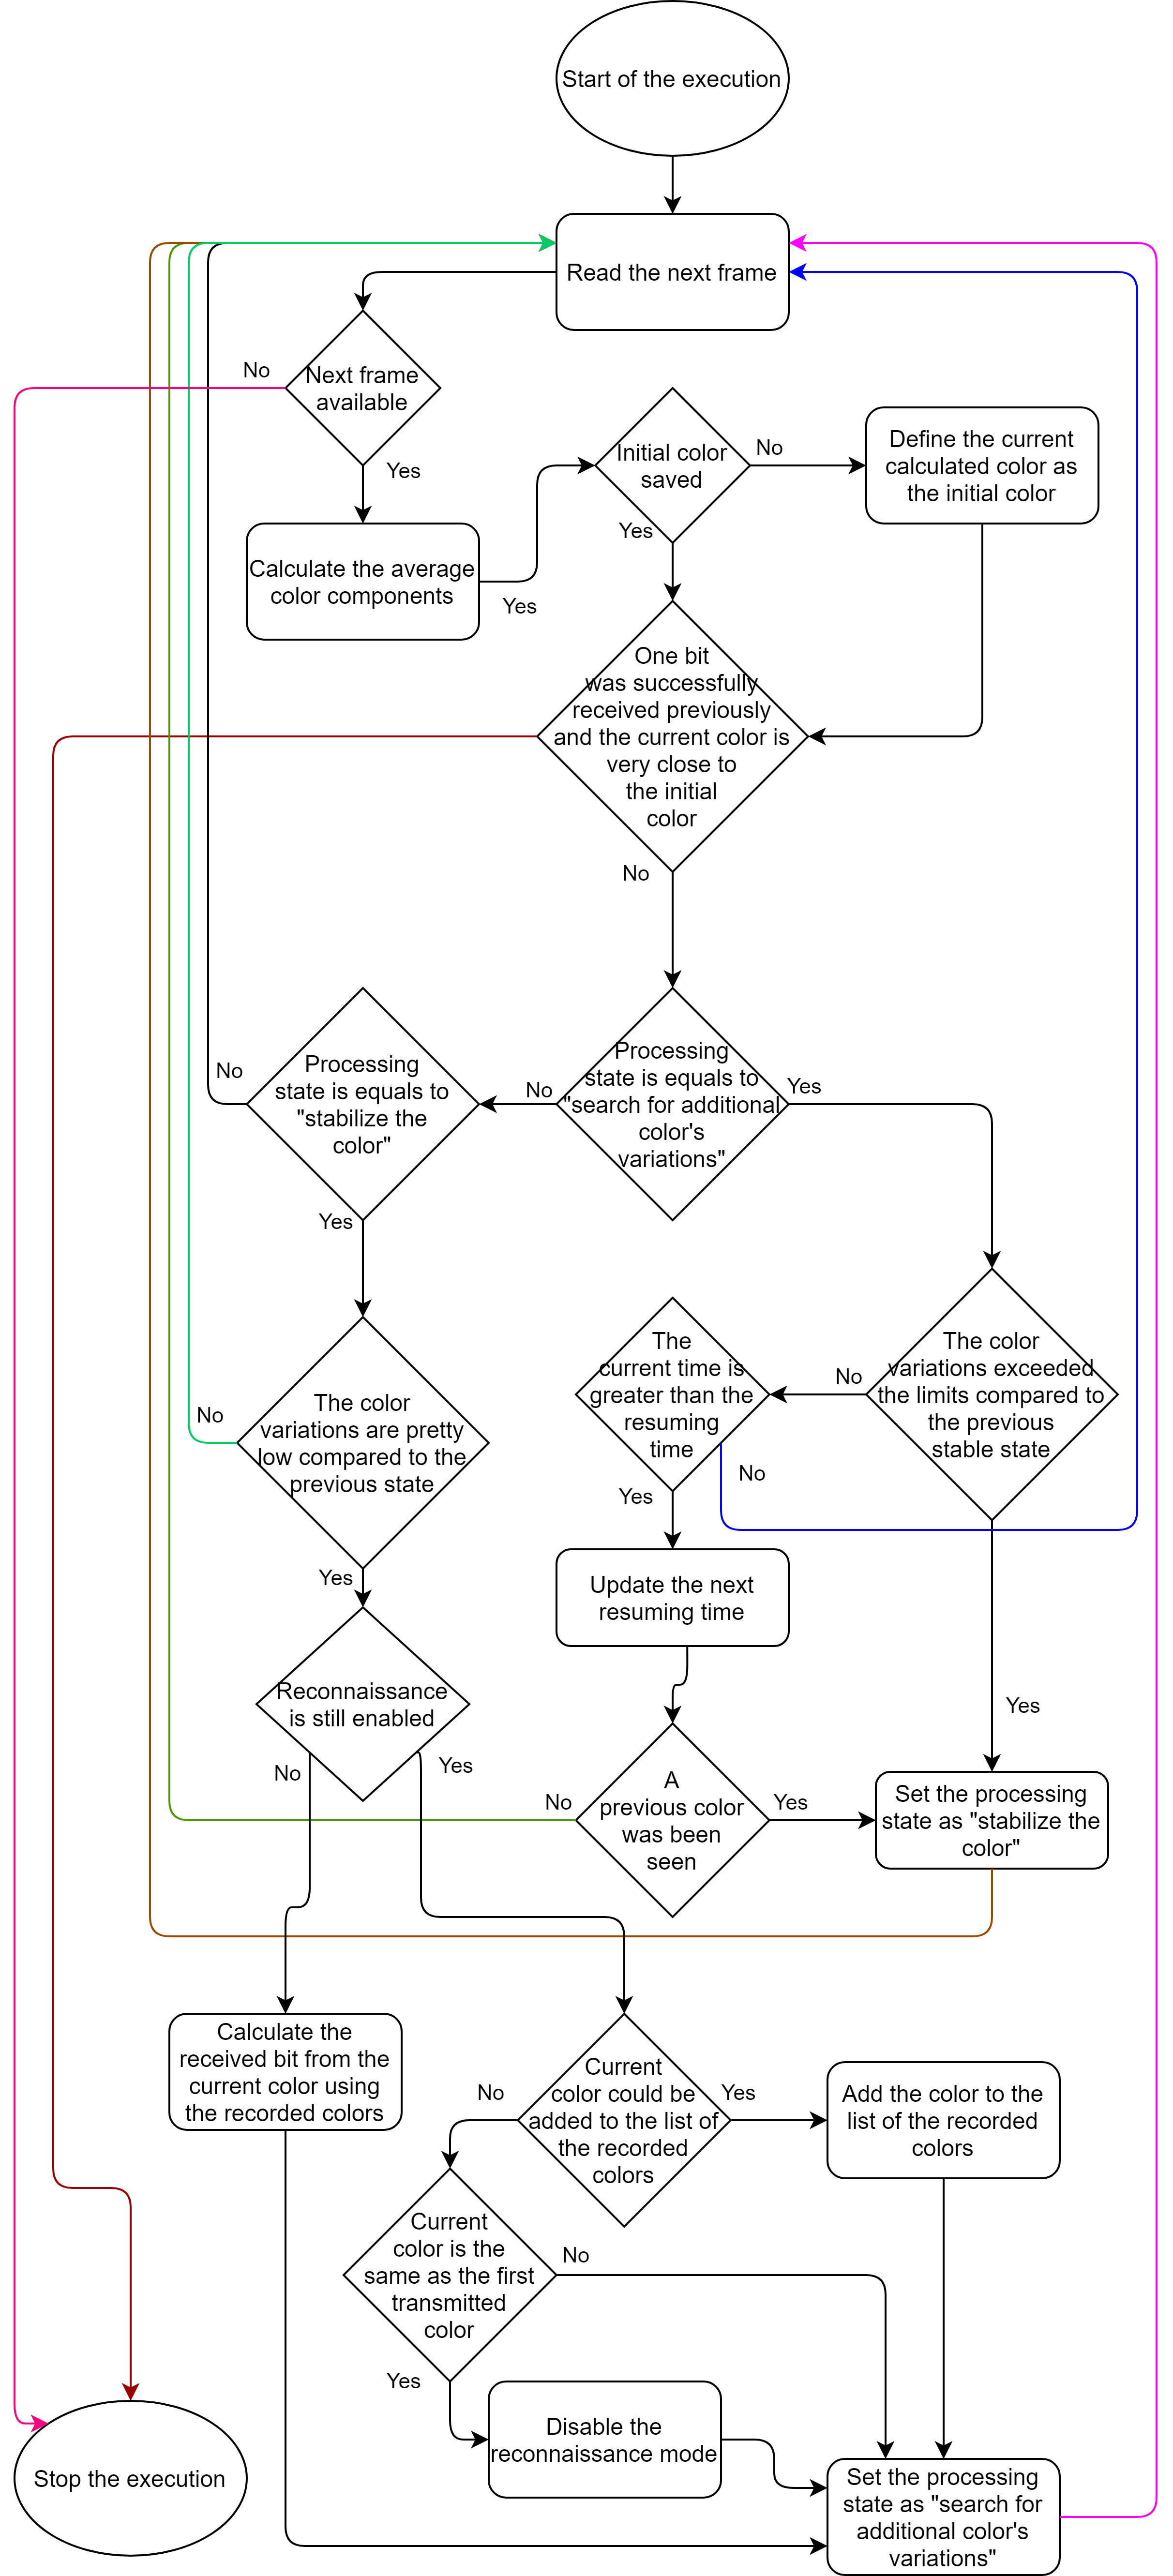 Start of the execution
Read the next frame
No
Next frame
available
Yes
Initial color
saved
No
Define the current
calculated color as
the initial color
Yes
Calculate the average
color components
Yes
One bit
was successfully
received previously
and the current color is
very close to
the initial
color
No
Processing
state is equals to
"search for additional
color's
variations"
No
Yes
Processing
state is equals to
"stabilize the
color"
No
Yes
The color
variations exceeded
the limits compared to
the previous
stable state
No
Yes
The
current time is
greater than the
resuming
time
No
Yes
The color
variations are pretty
low compared to the
previous state
No
Yes
Update the next
resuming time
Reconnaissance
is still enabled
No
Yes
A
previous color
was been
seen
No
Yes
Set the processing
state as "stabilize the
color"
Calculate the
received bit from the
current color using
the recorded colors
Current
color could be
added to the list of
the recorded
colors
No
Yes
Add the color to the
list of the recorded
colors
Current
color is the
same as the first
transmitted
color
No
Yes
Disable the
reconnaissance mode
Stop the execution
Set the processing
state as "search for
additional color's
variations"